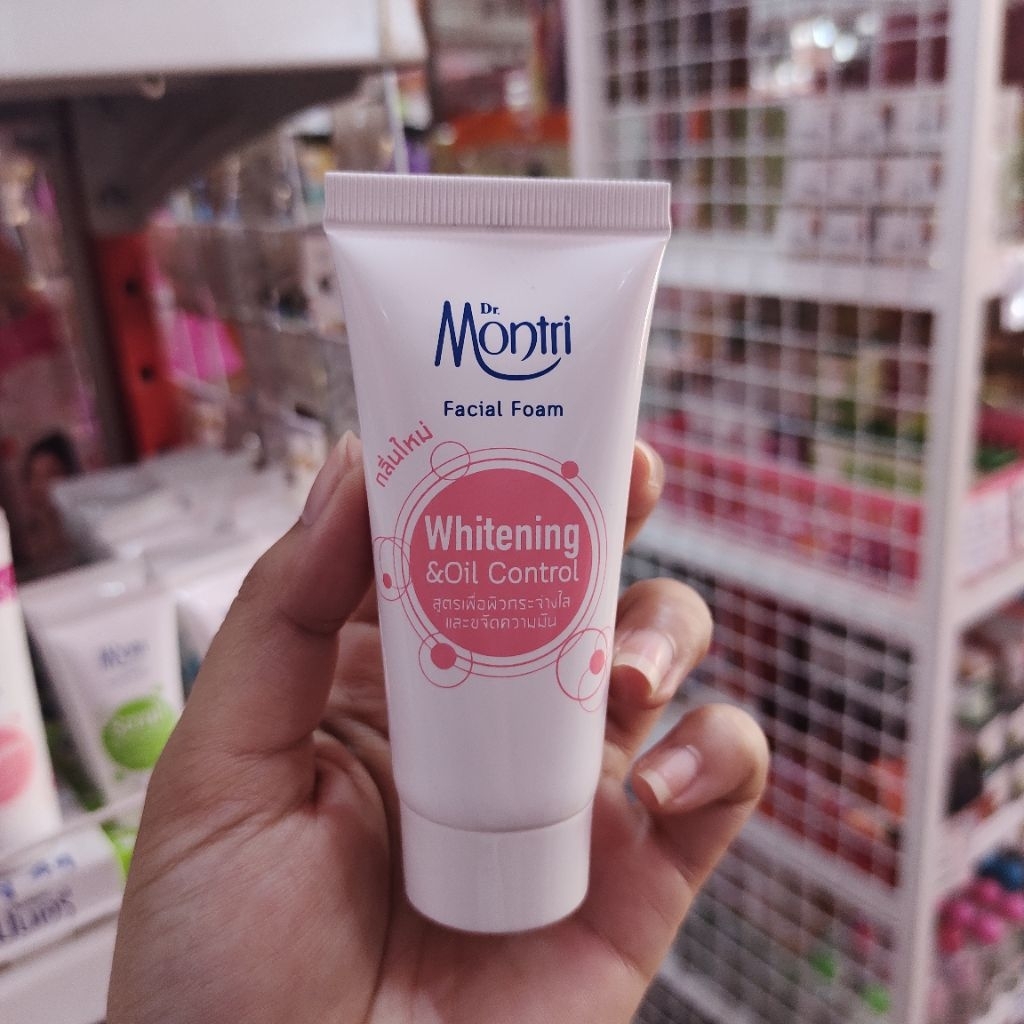 Dr.
Montri
Facial Foam
กลิ่นใหม่
Whitening
&Oil Control
สูตรเพื่อผิวกระจ่างใส
และขจัดความมัน
Montri